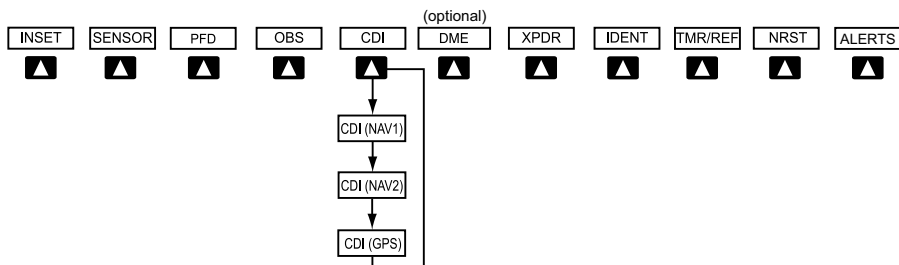 (optional)
INSET SENSOR PFD OBS CDI DME XPDR IDENT TMR/REF NRST ALERTS
CDI (NAV1)
CDI (NAV2)
CDI (GPS)